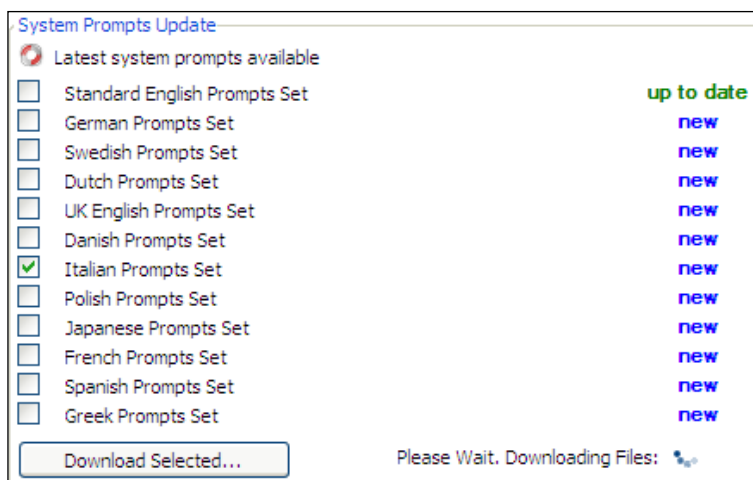 System Prompts Update
Latest system prompts available
Standard English Prompts Set up to date
German Prompts Set new
Swedish Prompts Set new
Dutch Prompts Set new
UK English Prompts Set new
Danish Prompts Set new
Italian Prompts Set new
Polish Prompts Set new
Japanese Prompts Set new
French Prompts Set new
Spanish Prompts Set new
Greek Prompts Set new
Download Selected... Please Wait. Downloading Files: